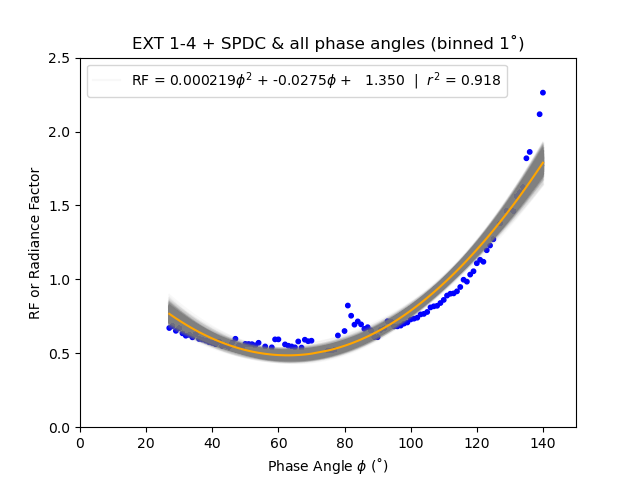 EXT 1-4 + SPDC & all phase angles (binned 1°)
RF = 0.000219ϕ² + -0.0275ϕ + 1.350 | r² = 0.918
RF or Radiance Factor
2.5
2.0
1.5
1.0
0.5
0.0
0 20 40 60 80 100 120 140
Phase Angle ϕ (°)